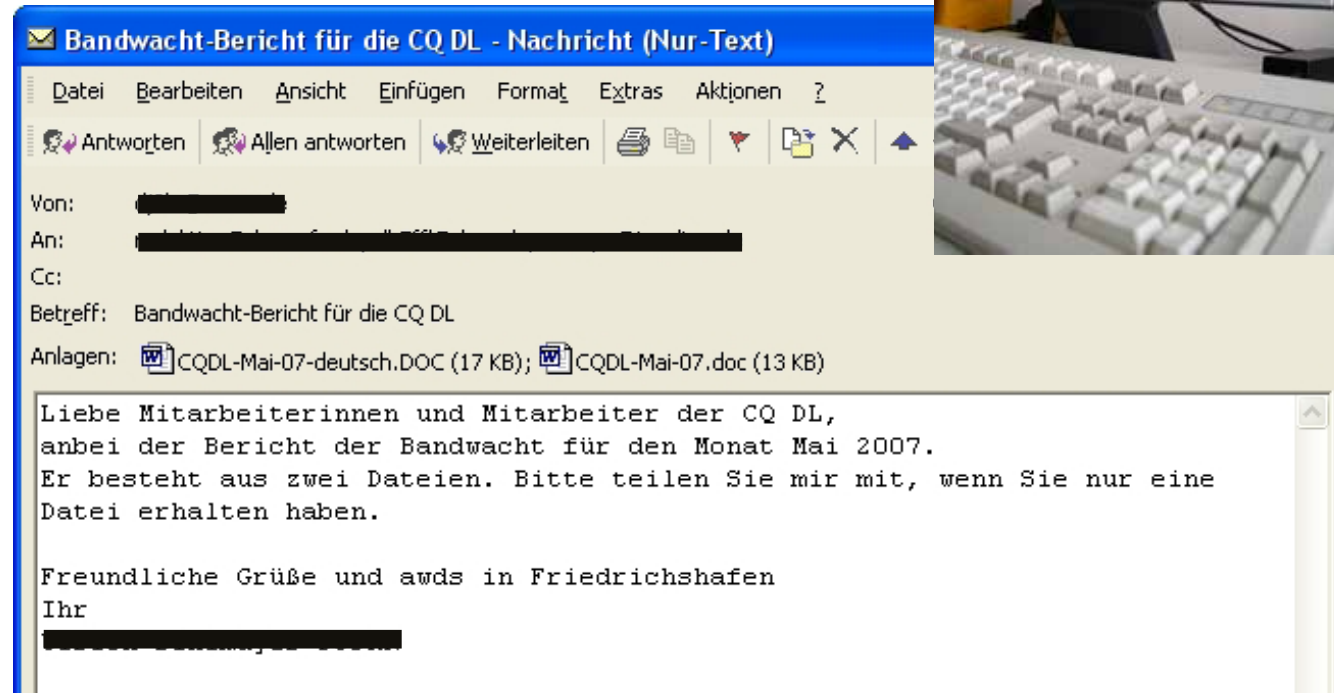 Bandwacht-Bericht für die CQ DL - Nachricht (Nur-Text)
Datei Bearbeiten Ansicht Einfügen Format Extras Aktionen ?
Antworten Allen antworten Weiterleiten
Von:
An:
Cc:
Betreff: Bandwacht-Bericht für die CQ DL
Anlagen: CQDL-Mai-07-deutsch.DOC (17 KB); CQDL-Mai-07.doc (13 KB)
Liebe Mitarbeiterinnen und Mitarbeiter der CQ DL,
anbei der Bericht der Bandwacht für den Monat Mai 2007.
Er besteht aus zwei Dateien. Bitte teilen Sie mir mit, wenn Sie nur eine
Datei erhalten haben.
Freundliche Grüße und awds in Friedrichshafen
Ihr